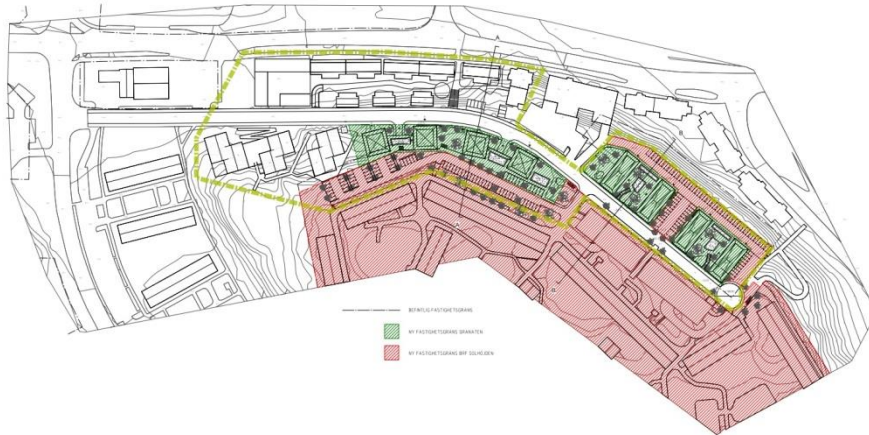 A
B
A
B
BEFINTLIG FASTIGHETSGRÄNS
NY FASTIGHETSGRÄNS GRANATEN
NY FASTIGHETSGRÄNS BRF SOLHÖJDEN